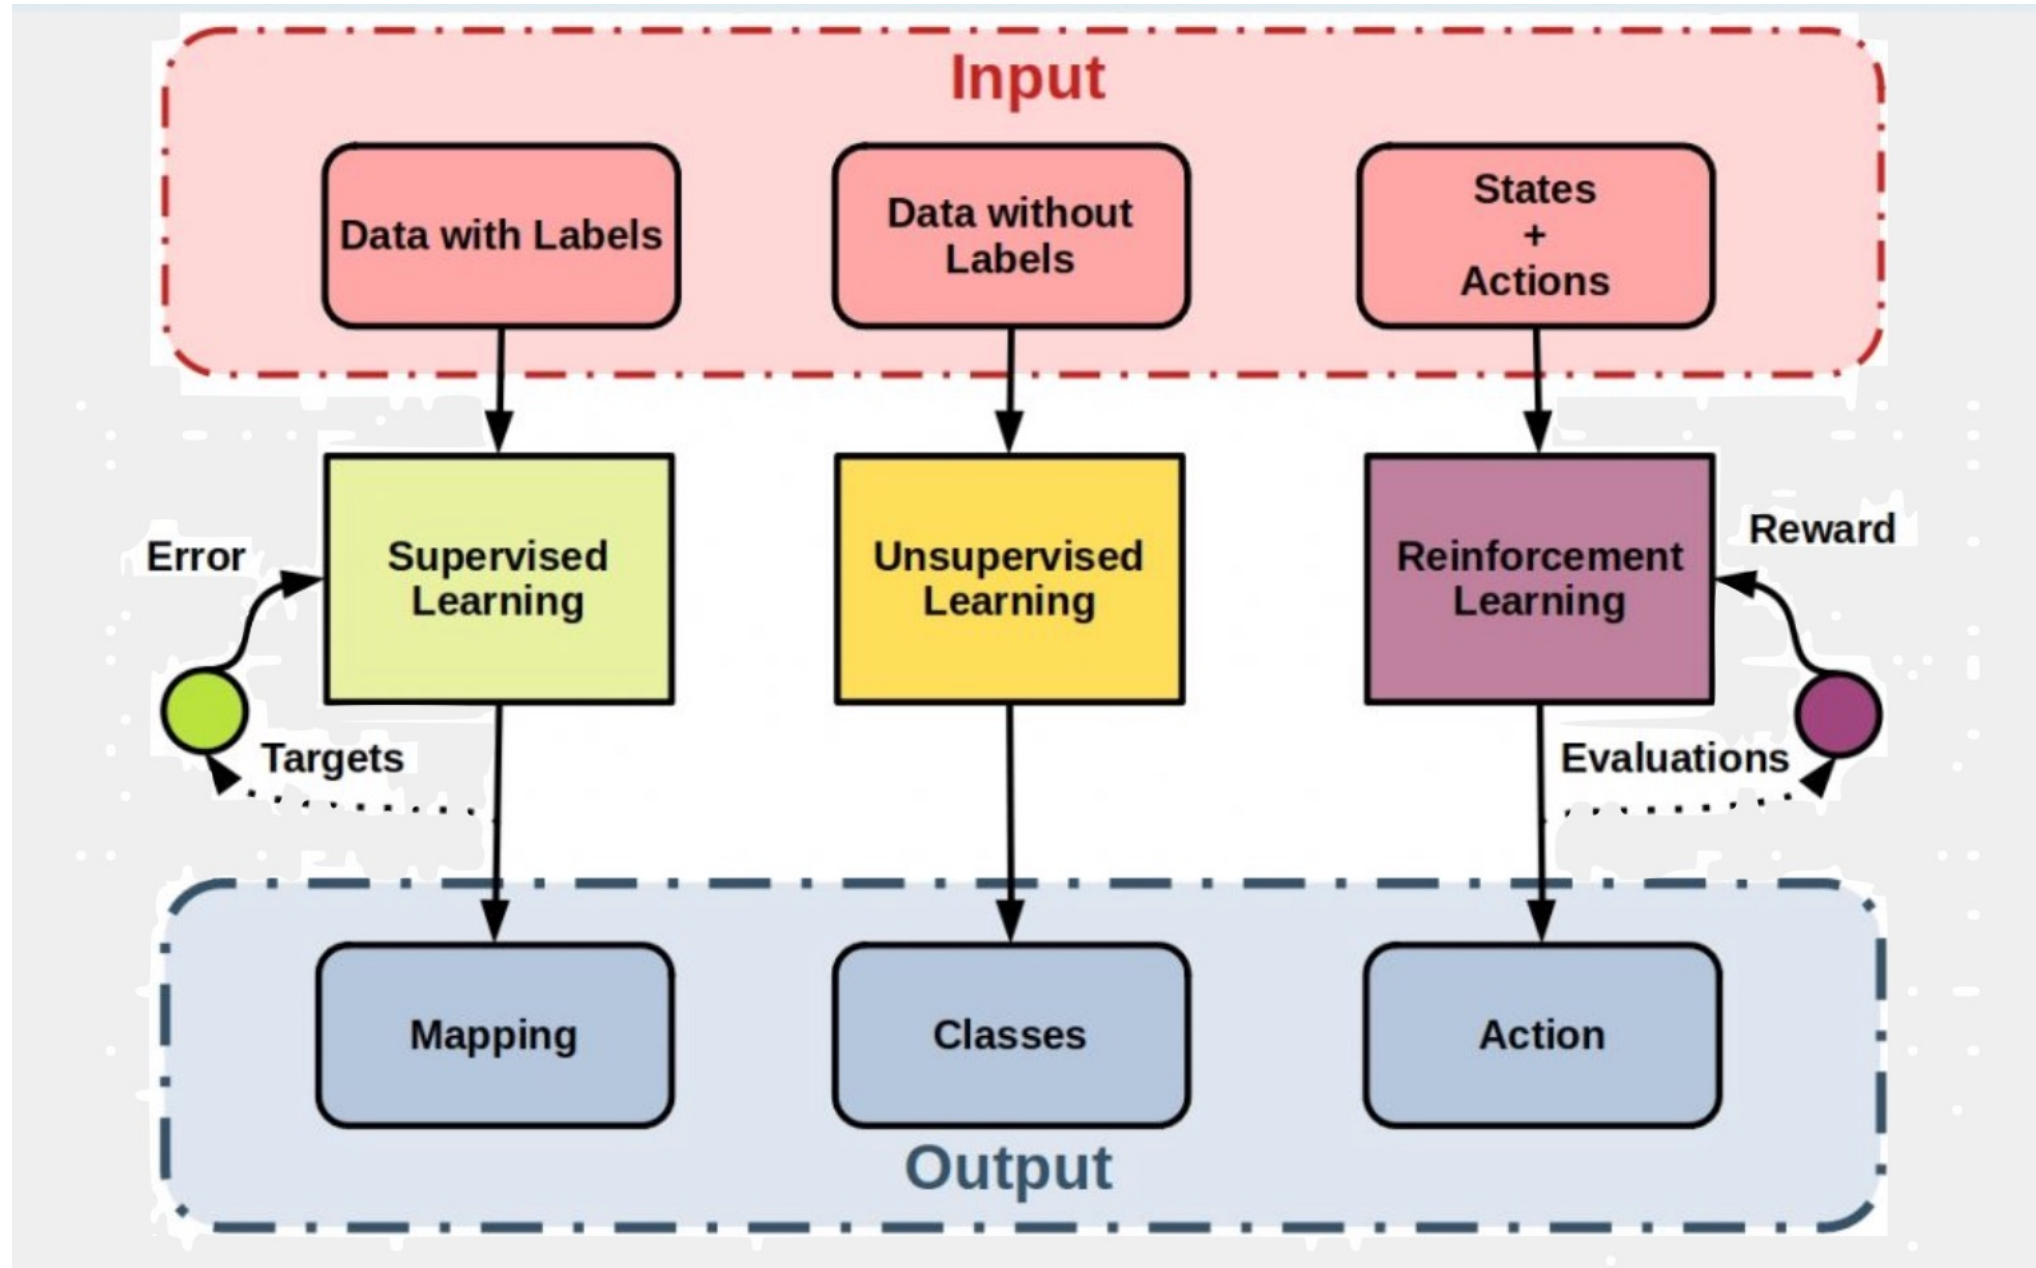 Input
Data with Labels
Data without
Labels
States
+
Actions
Error
Supervised
Learning
Unsupervised
Learning
Reinforcement
Learning
Reward
Targets
Evaluations
Mapping
Classes
Action
Output